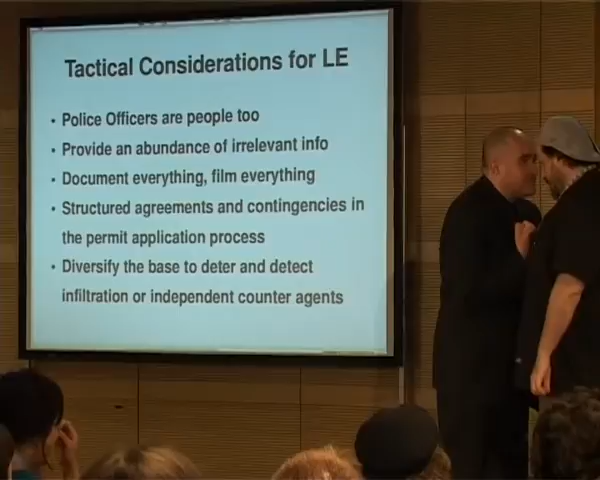 Tactical Considerations for LE
• Police Officers are people too
• Provide an abundance of irrelevant info
• Document everything, film everything
• Structured agreements and contingencies in
the permit application process
• Diversify the base to deter and detect
infiltration or independent counter agents